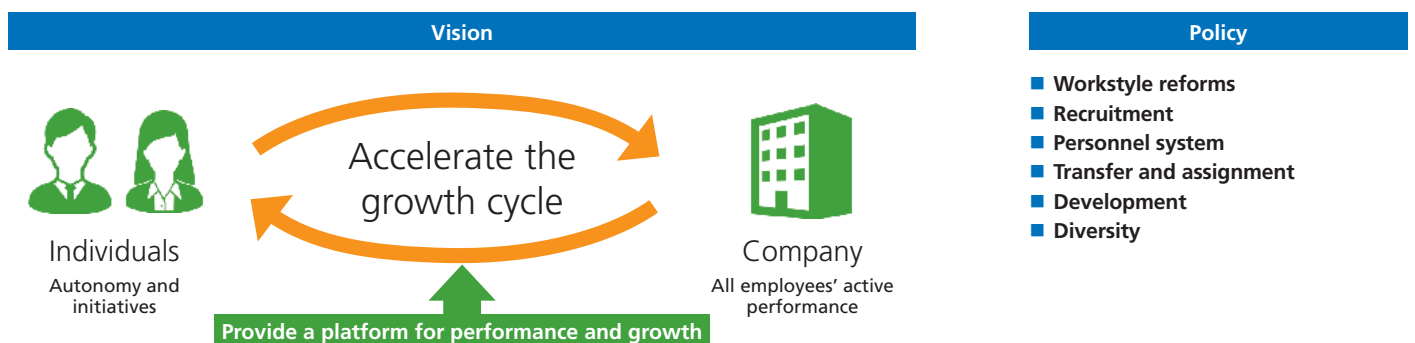 Vision
Accelerate the
growth cycle
Individuals
Autonomy and
initiatives
Company
All employees’ active
performance
Provide a platform for performance and growth
Policy
■ Workstyle reforms
■ Recruitment
■ Personnel system
■ Transfer and assignment
■ Development
■ Diversity